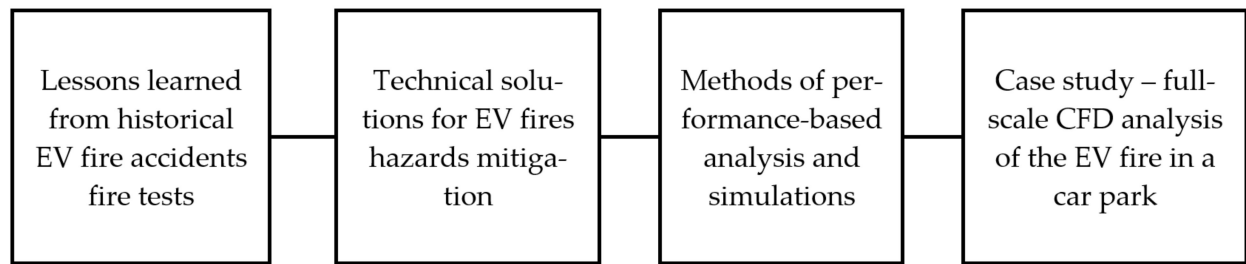 Lessons learned
from historical
EV fire accidents
fire tests
Technical solu-
tions for EV fires
hazards mitiga-
tion
Methods of per-
formance-based
analysis and
simulations
Case study – full-
scale CFD analysis
of the EV fire in a
car park